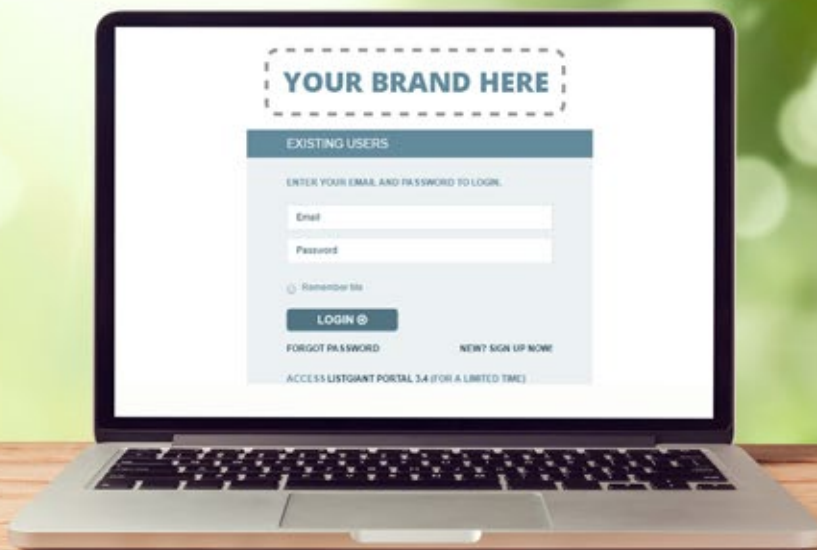 YOUR BRAND HERE
EXISTING USERS
ENTER YOUR EMAIL AND PASSWORD TO LOGIN.
Email
Password
Remember Me
LOGIN
FORGOT PASSWORD NEW? SIGN UP NOW!
ACCESS LISTGIANT PORTAL 3.4 (FOR A LIMITED TIME)